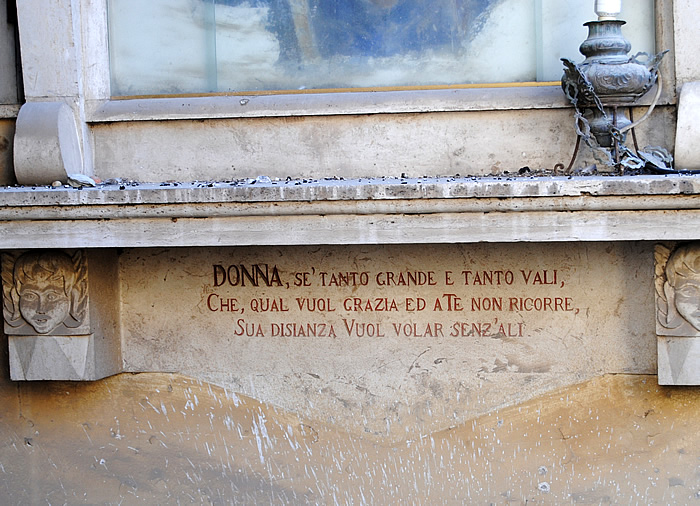 DONNA, SE' TANTO GRANDE E TANTO VALI,
CHE, QUAL VUOL GRAZIA ED ATE NON RICORRE,
SUA DISIANZA VUOL VOLAR SENZ'ALI.